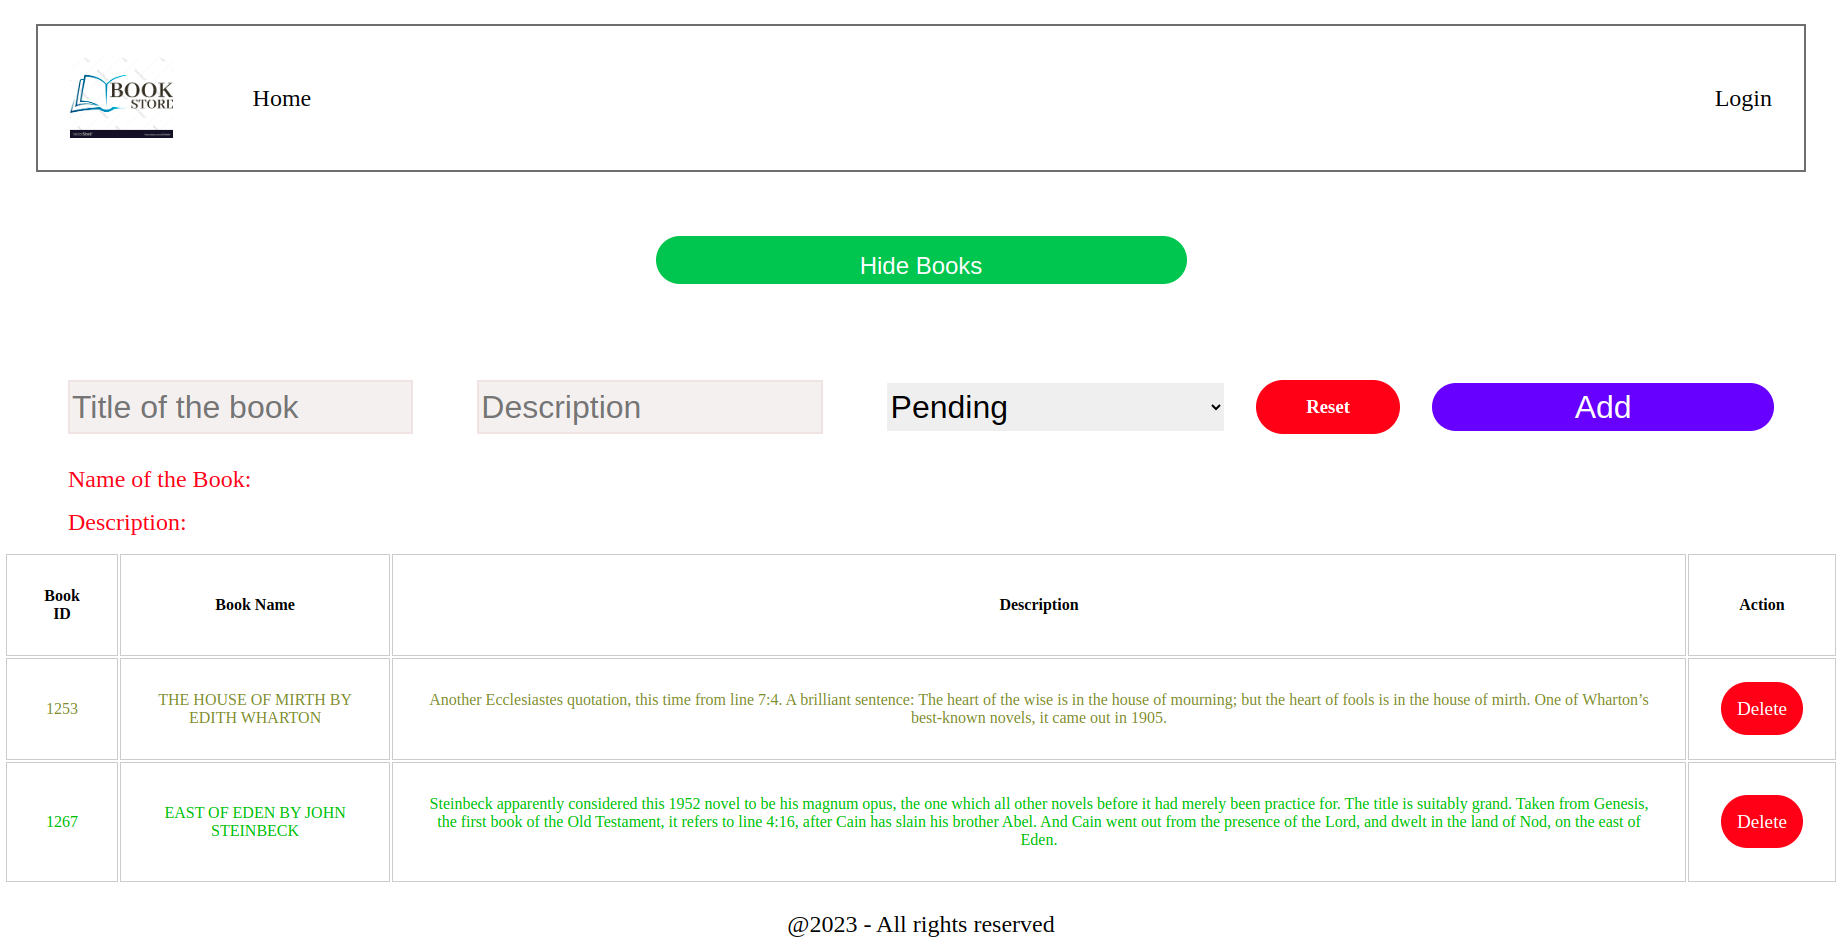 BOOK
STORE
Home
Login
Hide Books
Title of the book
Description
Pending
Reset
Add
Name of the Book:
Description:
Book
ID
Book Name
Description
Action
1253
THE HOUSE OF MIRTH BY
EDITH WHARTON
Another Ecclesiastes quotation, this time from line 7:4. A brilliant sentence: The heart of the wise is in the house of mourning; but the heart of fools is in the house of mirth. One of Wharton’s
best-known novels, it came out in 1905.
Delete
1267
EAST OF EDEN BY JOHN
STEINBECK
Steinbeck apparently considered this 1952 novel to be his magnum opus, the one which all other novels before it had merely been practice for. The title is suitably grand. Taken from Genesis,
the first book of the Old Testament, it refers to line 4:16, after Cain has slain his brother Abel. And Cain went out from the presence of the Lord, and dwelt in the land of Nod, on the east of
Eden.
Delete
@2023 - All rights reserved